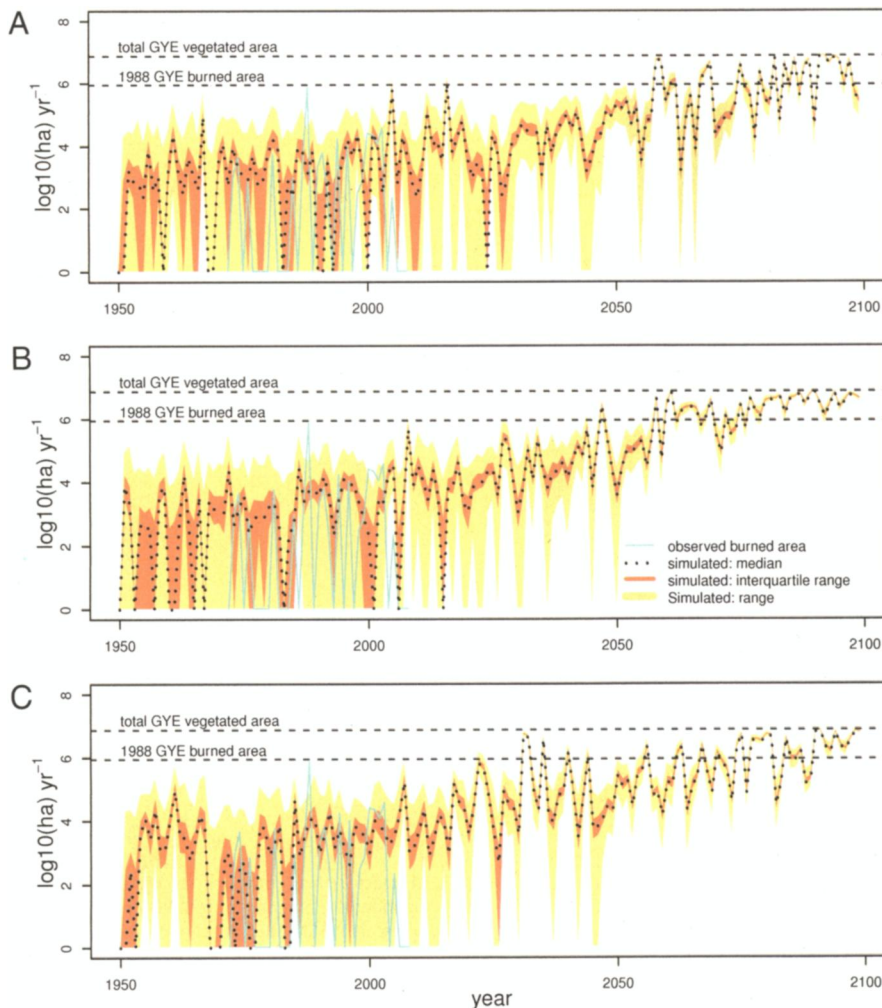 A
8
6
4
2
0
log10(ha) yr⁻¹
total GYE vegetated area
1988 GYE burned area
1950
2000
2050
2100
B
8
6
4
2
0
log10(ha) yr⁻¹
total GYE vegetated area
1988 GYE burned area
observed burned area
simulated: median
simulated: interquartile range
Simulated: range
1950
2000
2050
2100
C
8
6
4
2
0
log10(ha) yr⁻¹
total GYE vegetated area
1988 GYE burned area
1950
2000
2050
2100
year